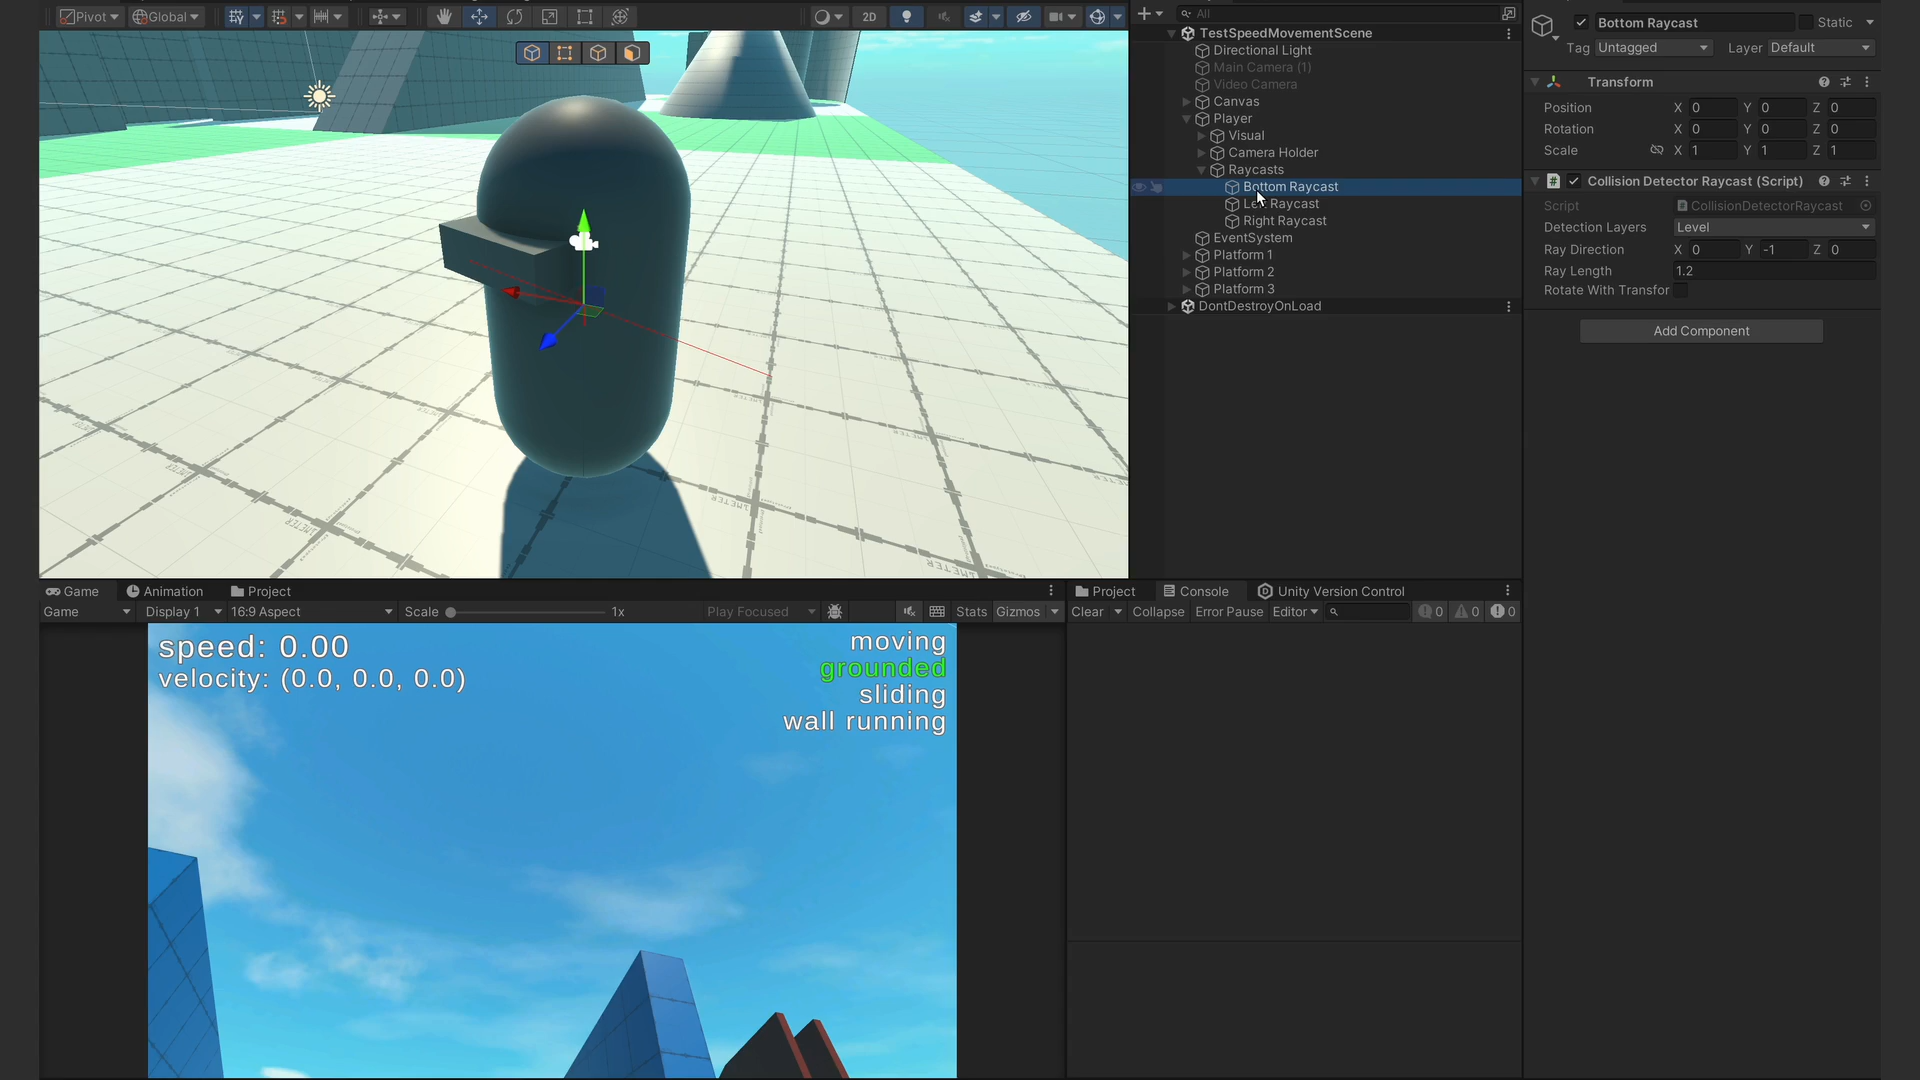 Pivot
Global
2D
All
TestSpeedMovementScene
Directional Light
Main Camera (1)
Video Camera
Canvas
Player
Visual
Camera Holder
Raycasts
Bottom Raycast
Raycast
Right Raycast
EventSystem
Platform 1
Platform 2
Platform 3
DontDestroyOnLoad
Bottom Raycast
Static
Tag Untagged Layer Default
Transform
Position X 0 Y 0 Z 0
Rotation X 0 Y 0 Z 0
Scale X 1 Y 1 Z 1
Collision Detector Raycast (Script)
Script CollisionDetectorRaycast
Detection Layers Level
Ray Direction X 0 Y -1 Z 0
Ray Length 1.2
Rotate With Transfor
Add Component
Game Animation Project
Game Display 1 16:9 Aspect Scale 1x Play Focused Stats Gizmos
speed: 0.00
velocity: (0.0, 0.0, 0.0)
moving
grounded
sliding
wall running
Project Console Unity Version Control
Clear Collapse Error Pause Editor 0 0 0